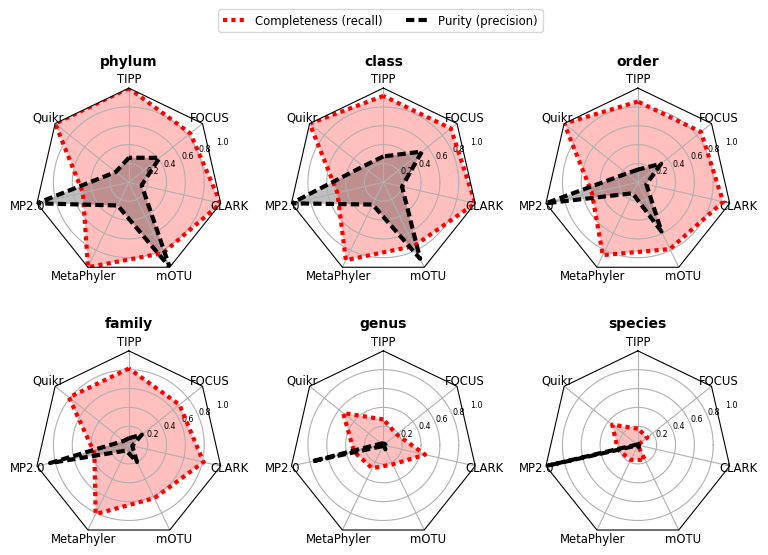 Completeness (recall) Purity (precision)
phylum class order
TIPP TIPP TIPP
Quikr FOCUS Quikr FOCUS Quikr FOCUS
0.2 0.4 0.6 0.8 1.0 0.2 0.4 0.6 0.8 1.0 0.2 0.4 0.6 0.8 1.0
MP2.0 CLARK MP2.0 CLARK MP2.0 CLARK
MetaPhyler mOTU MetaPhyler mOTU MetaPhyler mOTU
family genus species
TIPP TIPP TIPP
Quikr FOCUS Quikr FOCUS Quikr FOCUS
0.2 0.4 0.6 0.8 1.0 0.2 0.4 0.6 0.8 1.0 0.2 0.4 0.6 0.8 1.0
MP2.0 CLARK MP2.0 CLARK MP2.0 CLARK
MetaPhyler mOTU MetaPhyler mOTU MetaPhyler mOTU